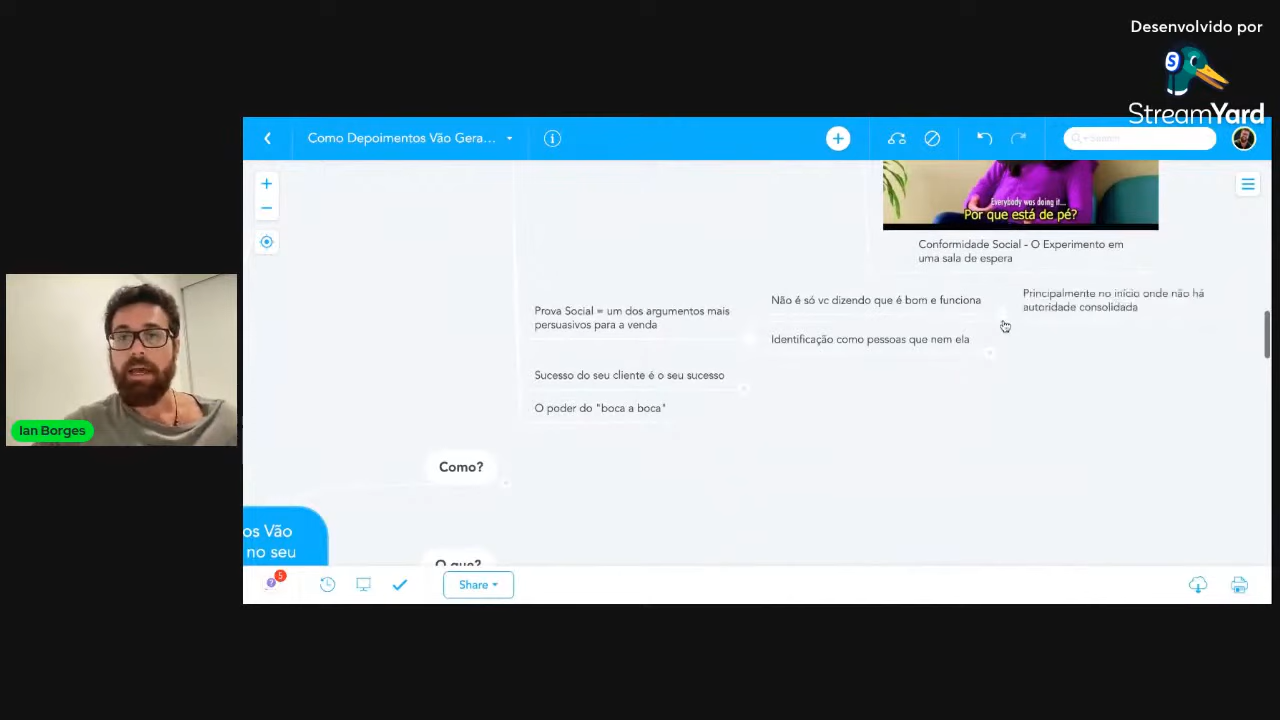 Desenvolvido por
StreamYard
Como Depoimentos Vão Gera...
Search
Everybody was doing it...
Por que está de pé?
Conformidade Social - O Experimento em
uma sala de espera
Prova Social = um dos argumentos mais
persuasivos para a venda
Não é só vc dizendo que é bom e funciona
Principalmente no início onde não há
autoridade consolidada
Identificação como pessoas que nem ela
Sucesso do seu cliente é o seu sucesso
O poder do "boca a boca"
Ian Borges
Como?
os Vão
no seu
O que?
5
Share